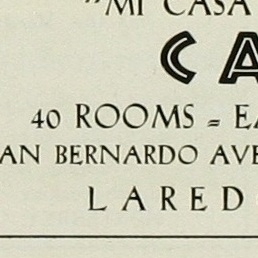 "MI CASA
CA
40 ROOMS - EA
AN BERNARDO AVE
LARED